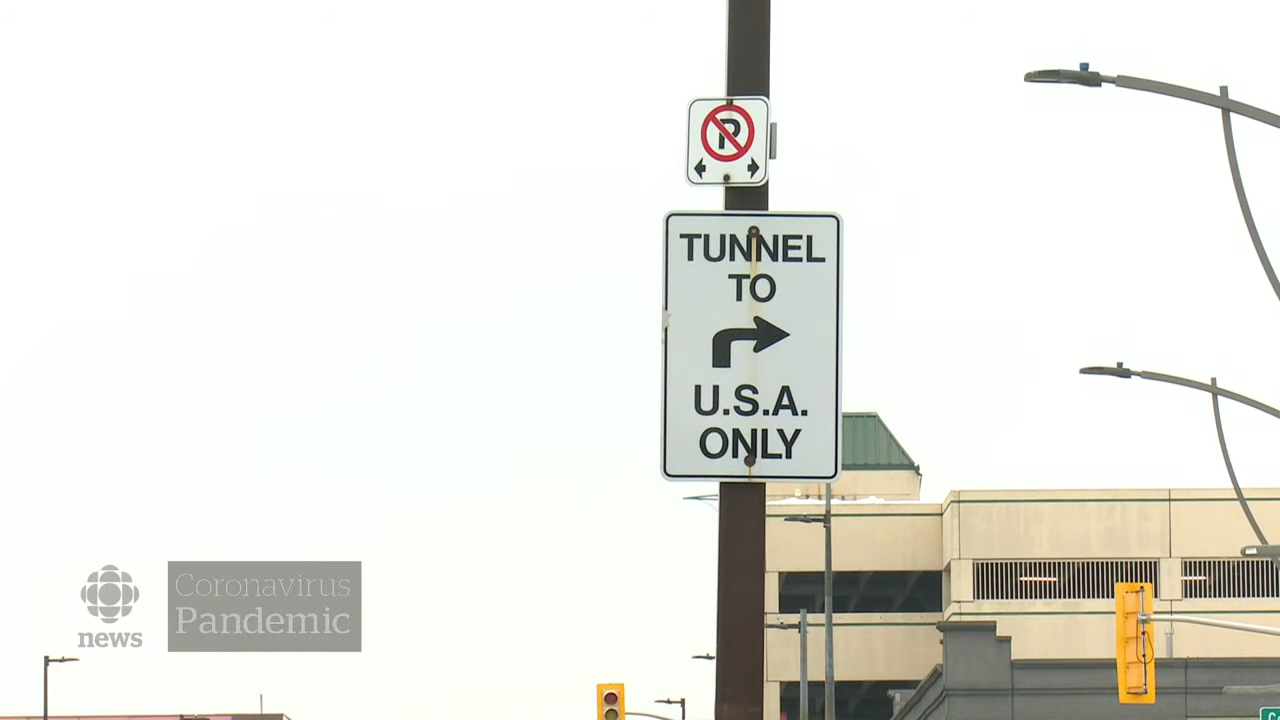 P
TUNNEL
TO
U.S.A.
ONLY
Coronavirus
Pandemic
news